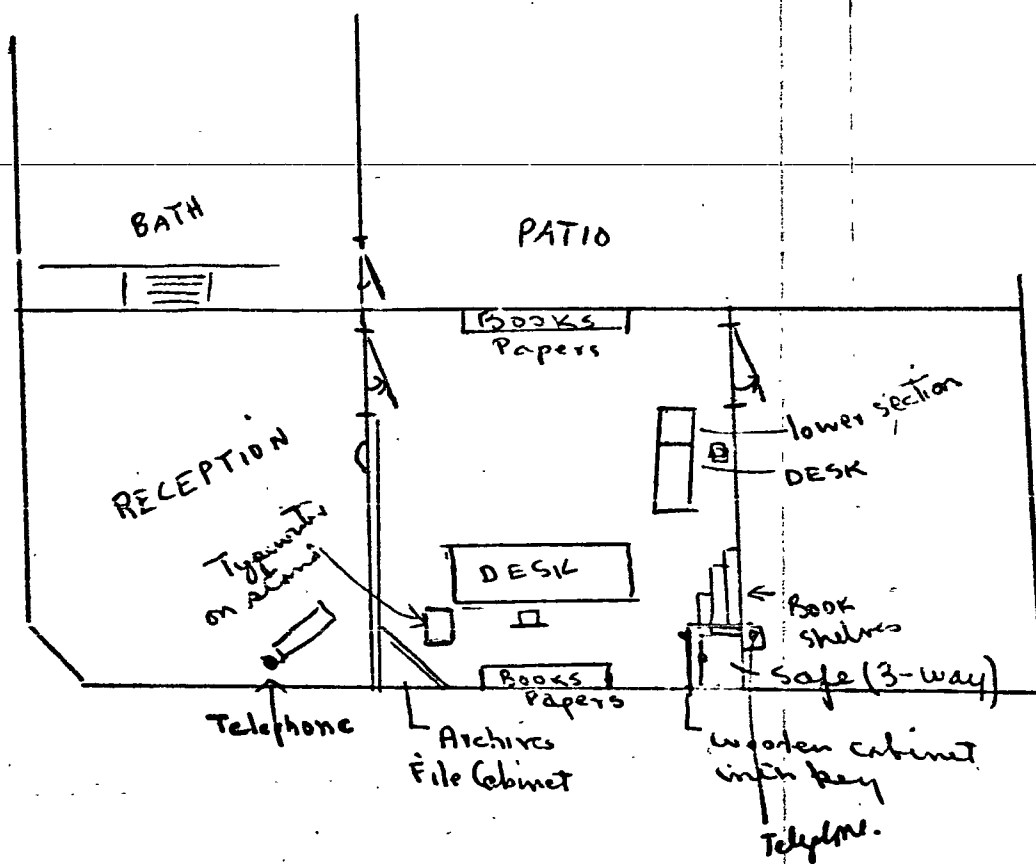 BATH
PATIO
BOOKS
Papers
lower section
DESK
RECEPTION
Typewriter
on stand
DESK
BOOK
shelves
Safe (3-way)
BOOKS
Papers
Telephone
Archives
File Cabinet
wooden cabinet
with key
Telephone.